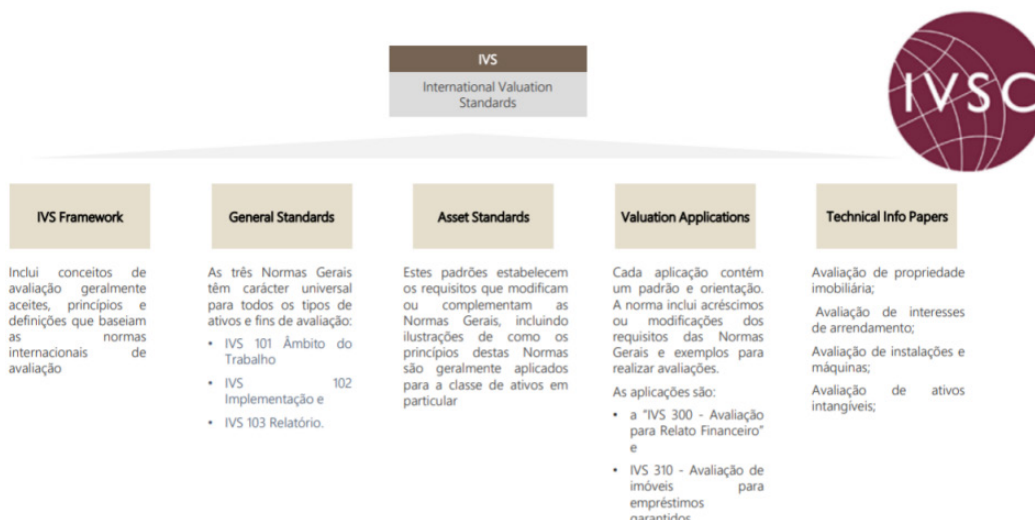 IVS
International Valuation
Standards
IVSC
IVS Framework
Inclui conceitos de
avaliação geralmente
aceites, princípios e
definições que baseiam
as normas
internacionais de
avaliação
General Standards
As três Normas Gerais
têm carácter universal
para todos os tipos de
ativos e fins de avaliação:
• IVS 101 Âmbito do
Trabalho
• IVS 102
Implementação e
• IVS 103 Relatório.
Asset Standards
Estes padrões estabelecem
os requisitos que modificam
ou complementam as
Normas Gerais, incluindo
ilustrações de como os
princípios destas Normas
são geralmente aplicados
para a classe de ativos em
particular
Valuation Applications
Cada aplicação contém
um padrão e orientação.
A norma inclui acréscimos
ou modificações dos
requisitos das Normas
Gerais e exemplos para
realizar avaliações.
As aplicações são:
• a "IVS 300 - Avaliação
para Relato Financeiro"
e
• IVS 310 - Avaliação de
imóveis para
empréstimos
garantidos
Technical Info Papers
Avaliação de propriedade
imobiliária;
Avaliação de interesses
de arrendamento;
Avaliação de instalações e
máquinas;
Avaliação de ativos
intangíveis;